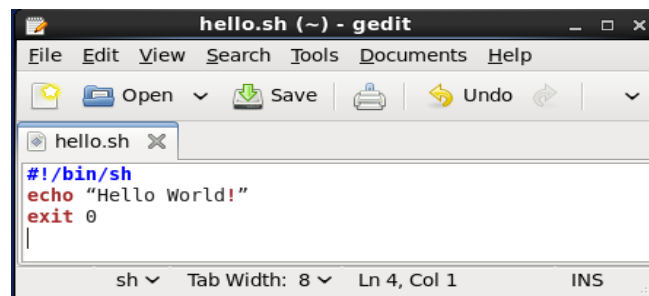 hello.sh (~) - gedit
File Edit View Search Tools Documents Help
Open Save Undo
hello.sh
#!/bin/sh
echo “Hello World!”
exit 0
sh Tab Width: 8 Ln 4, Col 1 INS